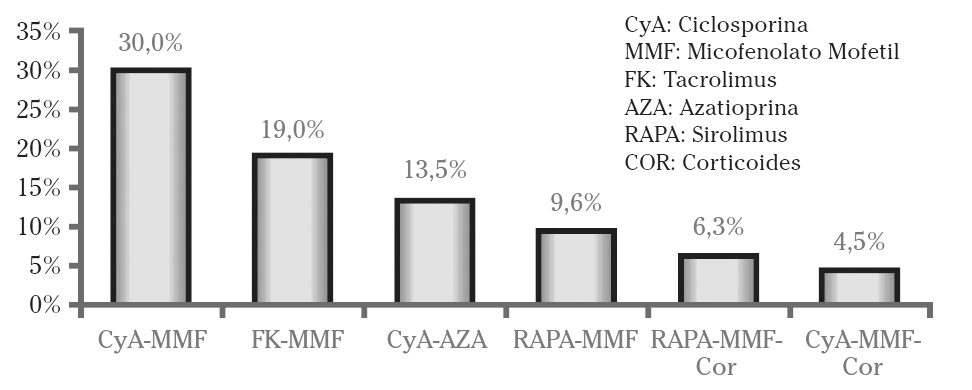 CyA: Ciclosporina
MMF: Micofenolato Mofetil
FK: Tacrolimus
AZA: Azatioprina
RAPA: Sirolimus
COR: Corticoides
35%
30%
25%
20%
15%
10%
5%
0%
30,0%
19,0%
13,5%
9,6%
6,3%
4,5%
CyA-MMF
FK-MMF
CyA-AZA
RAPA-MMF
RAPA-MMF-
Cor
CyA-MMF-
Cor